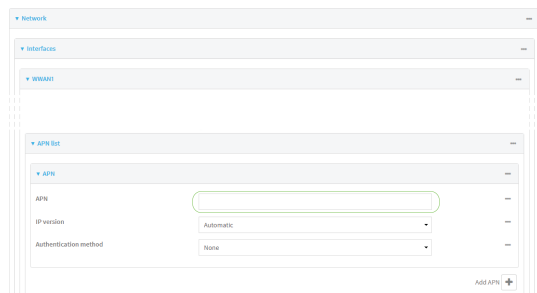 Network
Interfaces
WWAN1
APN list
APN
APN
IP version
Automatic
Authentication method
None
Add APN